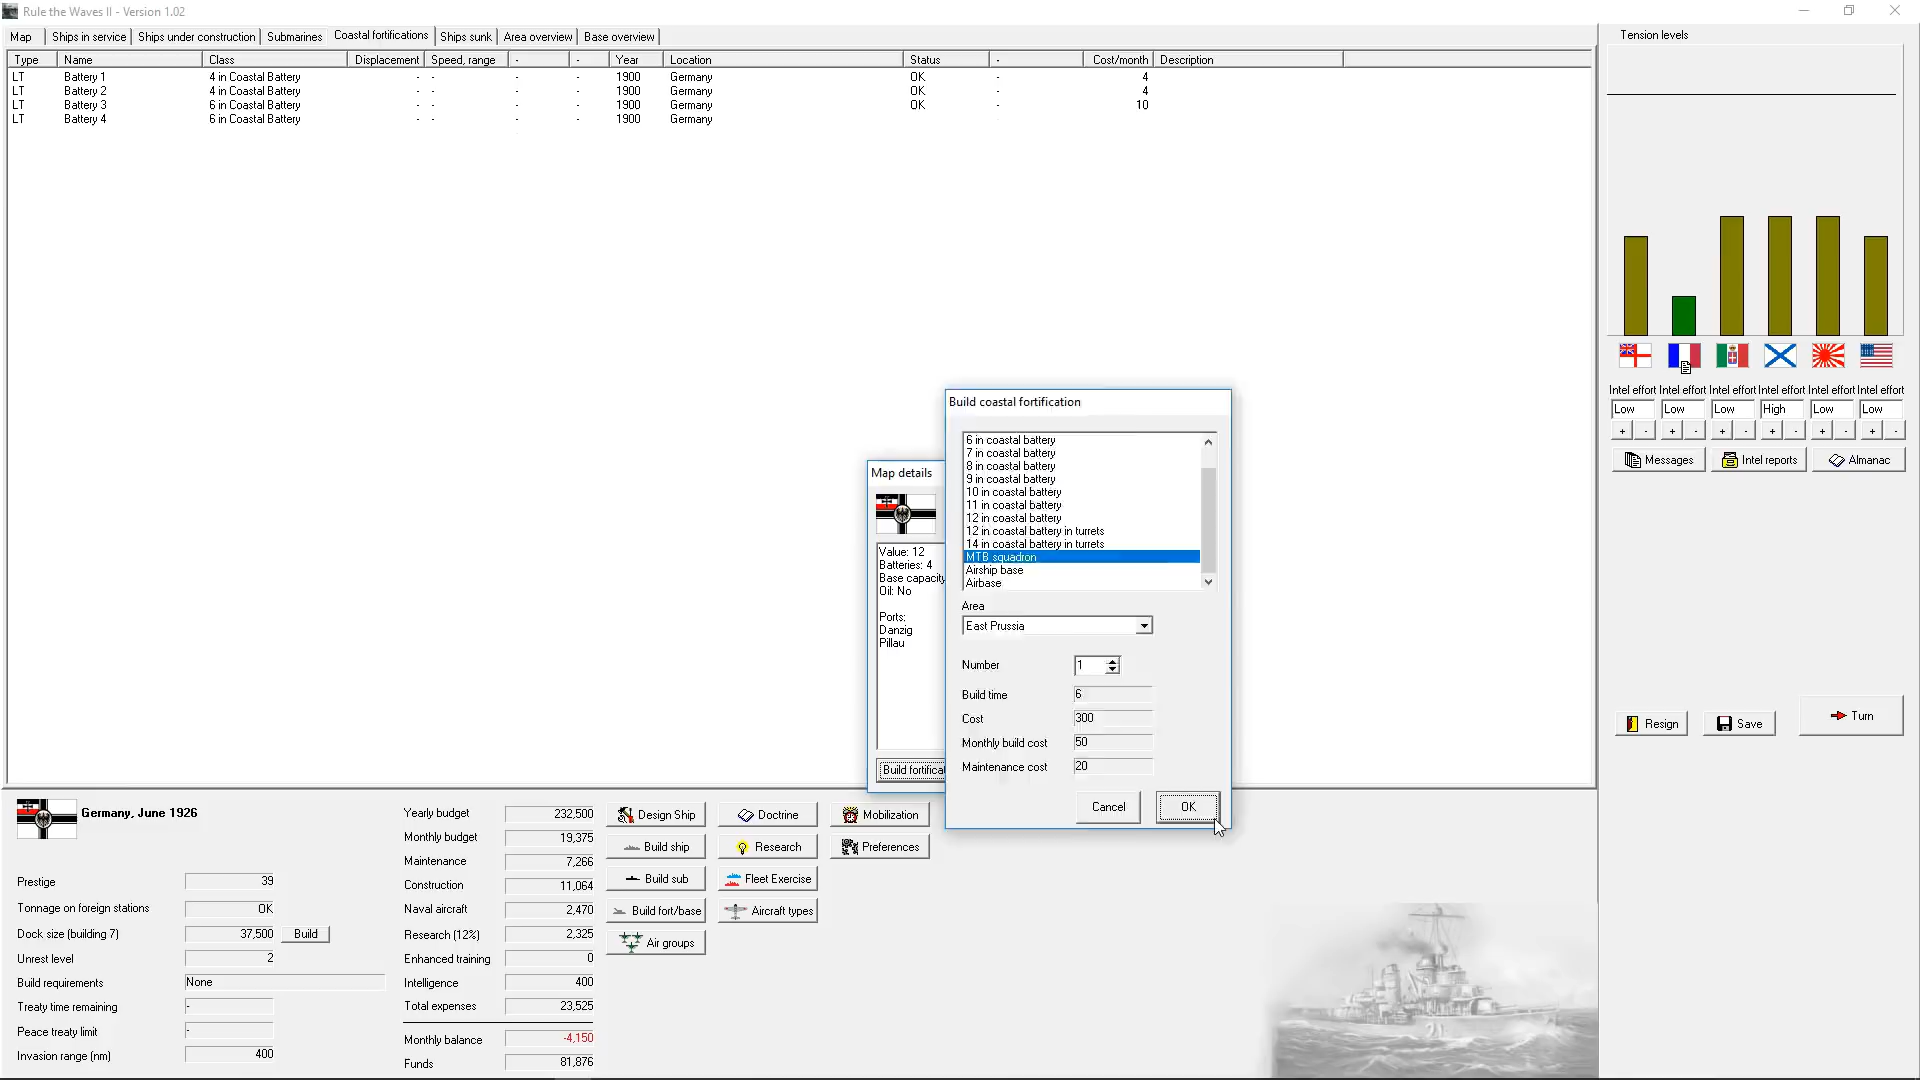 Rule the Waves II - Version 1.02
Map Ships in service Ships under construction Submarines Coastal fortifications Ships sunk Area overview Base overview
Type Name Class Displacement Speed, range - - Year Location Status - Cost/month Description
LT Battery 1 4 in Coastal Battery - - - - 1900 Germany OK - 4
LT Battery 2 4 in Coastal Battery - - - - 1900 Germany OK - 4
LT Battery 3 6 in Coastal Battery - - - - 1900 Germany OK - 10
LT Battery 4 6 in Coastal Battery - - 1900 Germany
Tension levels
Intel effort Intel effort Intel effort Intel effort Intel effort Intel effort
Low Low Low High Low Low
+ - + - + - + - + - + -
Messages Intel reports Almanac
Resign Save Turn
Map details
Value: 12
Batteries: 4
Base capacity
Oil: No
Ports:
Danzig
Pillau
Build fortificat
Build coastal fortification
6 in coastal battery
7 in coastal battery
8 in coastal battery
9 in coastal battery
10 in coastal battery
11 in coastal battery
12 in coastal battery
12 in coastal battery in turrets
14 in coastal battery in turrets
MTB squadron
Airship base
Airbase
Area
East Prussia
Number 1
Build time 6
Cost 300
Monthly build cost 50
Maintenance cost 20
Cancel OK
Germany, June 1926
Prestige 39
Tonnage on foreign stations OK
Dock size (building 7) 37,500 Build
Unrest level 2
Build requirements None
Treaty time remaining -
Peace treaty limit -
Invasion range (nm) 400
Yearly budget 232,500
Monthly budget 19,375
Maintenance 7,266
Construction 11,064
Naval aircraft 2,470
Research (12%) 2,325
Enhanced training 0
Intelligence 400
Total expenses 23,525
Monthly balance -4,150
Funds 81,876
Design Ship Doctrine Mobilization
Build ship Research Preferences
Build sub Fleet Exercise
Build fort/base Aircraft types
Air groups